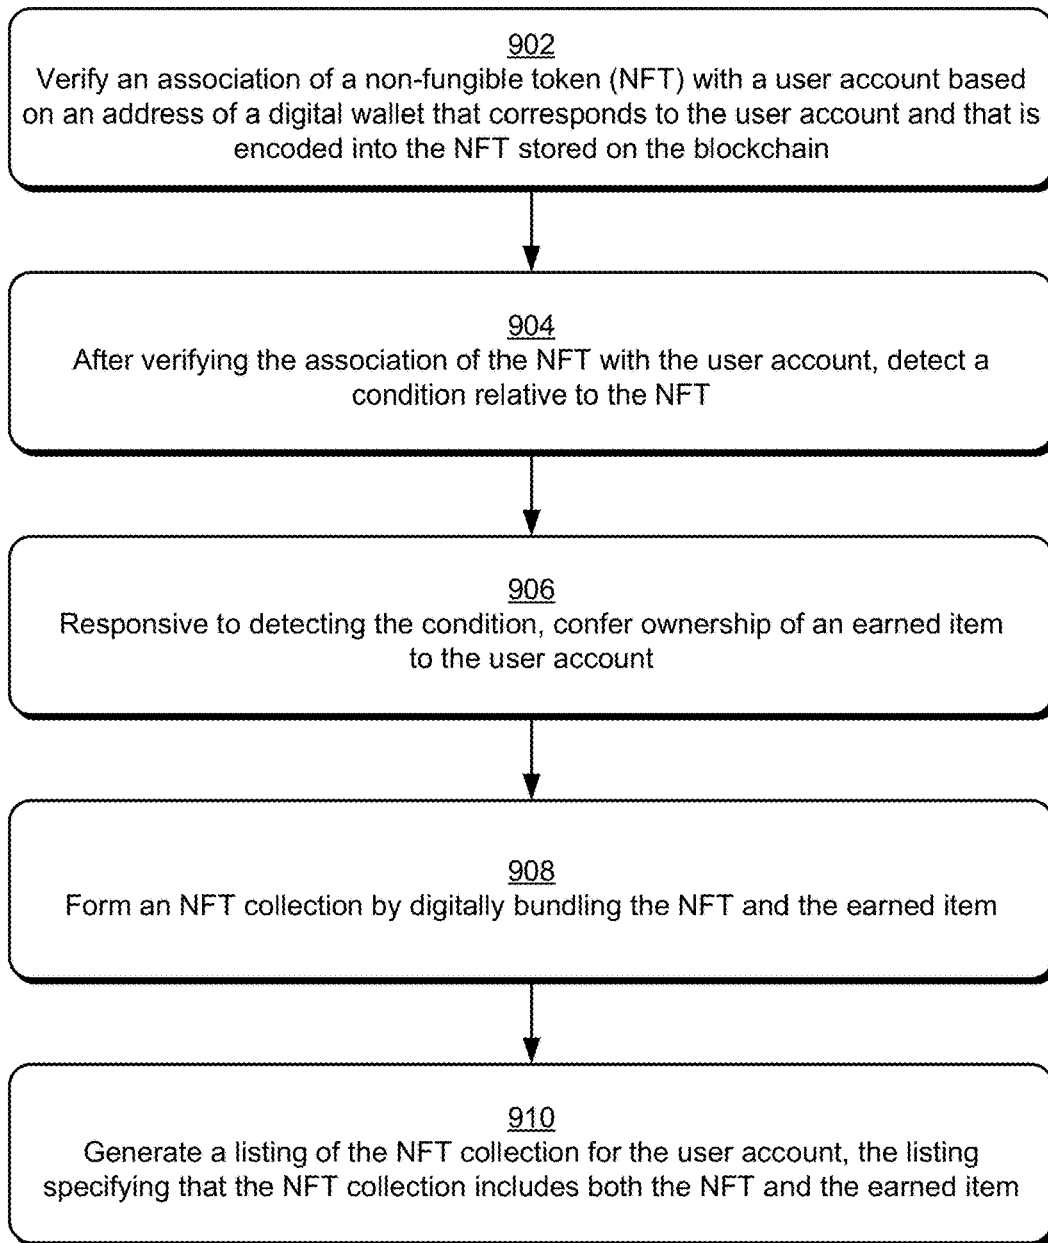 902
Verify an association of a non-fungible token (NFT) with a user account based
on an address of a digital wallet that corresponds to the user account and that is
encoded into the NFT stored on the blockchain
904
After verifying the association of the NFT with the user account, detect a
condition relative to the NFT
906
Responsive to detecting the condition, confer ownership of an earned item
to the user account
908
Form an NFT collection by digitally bundling the NFT and the earned item
910
Generate a listing of the NFT collection for the user account, the listing
specifying that the NFT collection includes both the NFT and the earned item